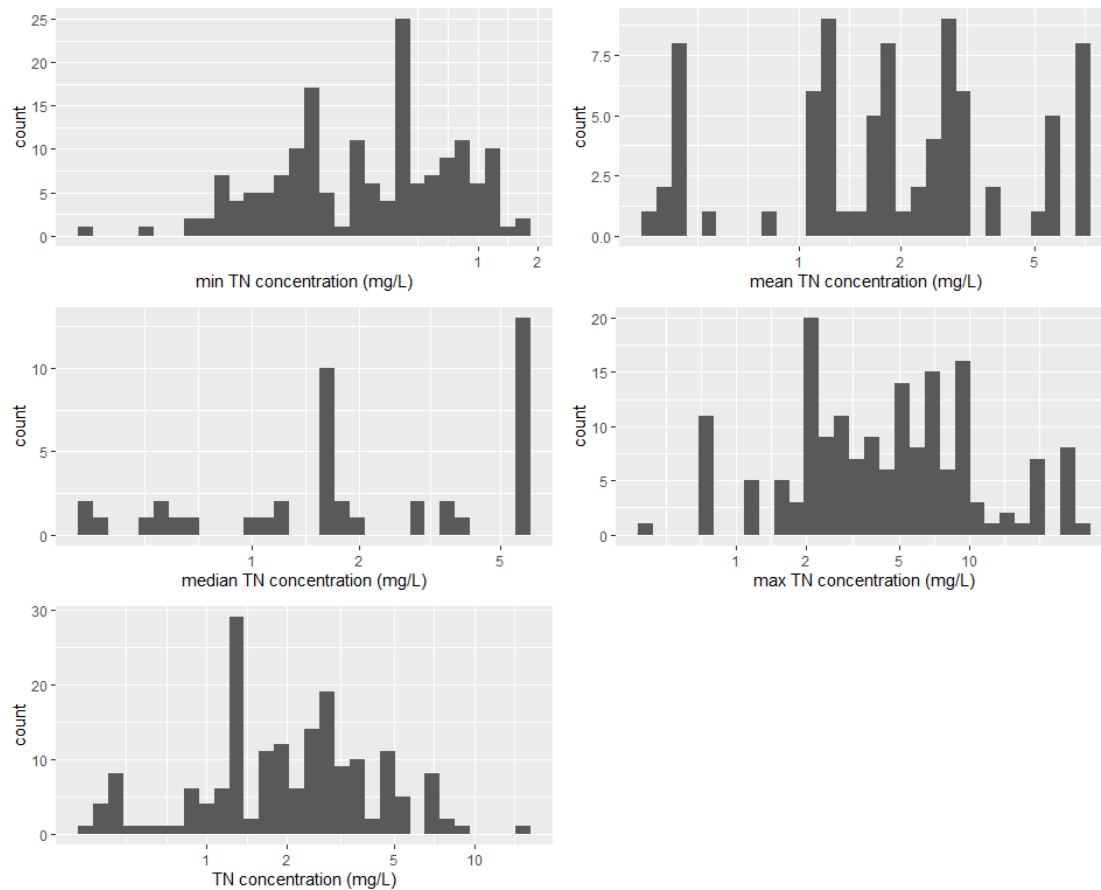 25
20
15
10
5
0
count
1 2
min TN concentration (mg/L)
7.5
5.0
2.5
0.0
count
1 2 5
mean TN concentration (mg/L)
10
5
0
count
1 2 5
median TN concentration (mg/L)
20
15
10
5
0
count
1 2 5 10
max TN concentration (mg/L)
30
20
10
0
count
1 2 5 10
TN concentration (mg/L)